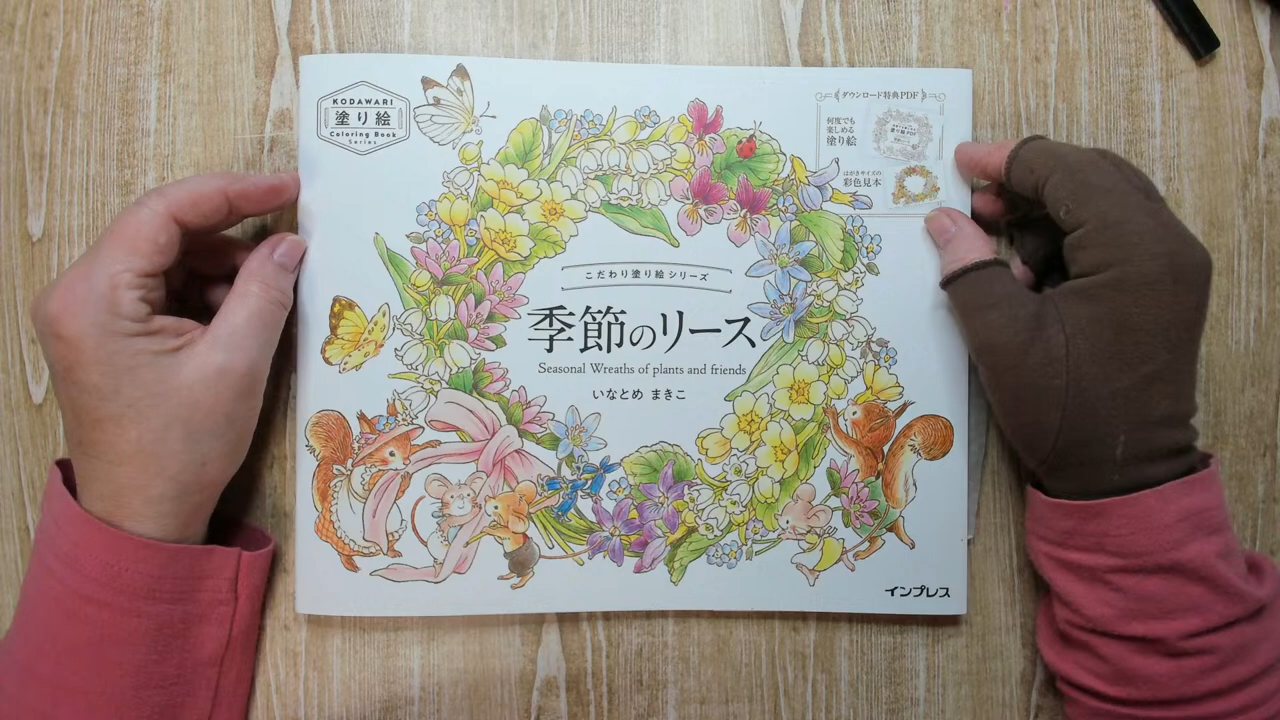 KODAWARI
塗り絵
Coloring Book
Series
ダウンロード特典PDF
何度でも
楽しめる
塗り絵
はがきサイズの
彩色見本
こだわり塗り絵シリーズ
季節のリース
Seasonal Wreaths of plants and friends
いなとめ まきこ
インプレス